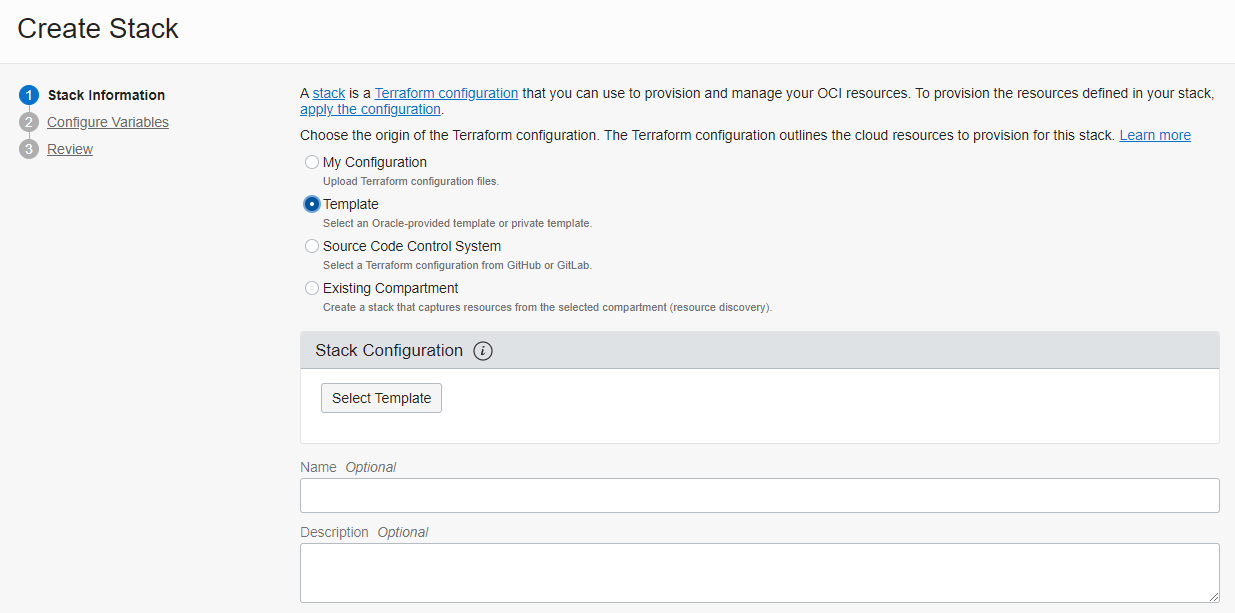 Create Stack
1 Stack Information
2 Configure Variables
3 Review
A stack is a Terraform configuration that you can use to provision and manage your OCI resources. To provision the resources defined in your stack,
apply the configuration.
Choose the origin of the Terraform configuration. The Terraform configuration outlines the cloud resources to provision for this stack. Learn more
My Configuration
Upload Terraform configuration files.
Template
Select an Oracle-provided template or private template.
Source Code Control System
Select a Terraform configuration from GitHub or GitLab.
Existing Compartment
Create a stack that captures resources from the selected compartment (resource discovery).
Stack Configuration i
Select Template
Name Optional
Description Optional